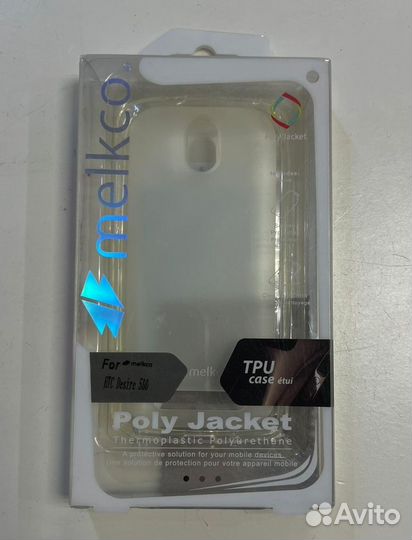 melkco.
Poly Jacket
For melkco
HTC Desire 500
melk
TPU
case étui
Poly Jacket
Thermoplastic Polyurethane
A protective solution for your mobile devices
Une solution de protection pour votre appareil mobile
Avito